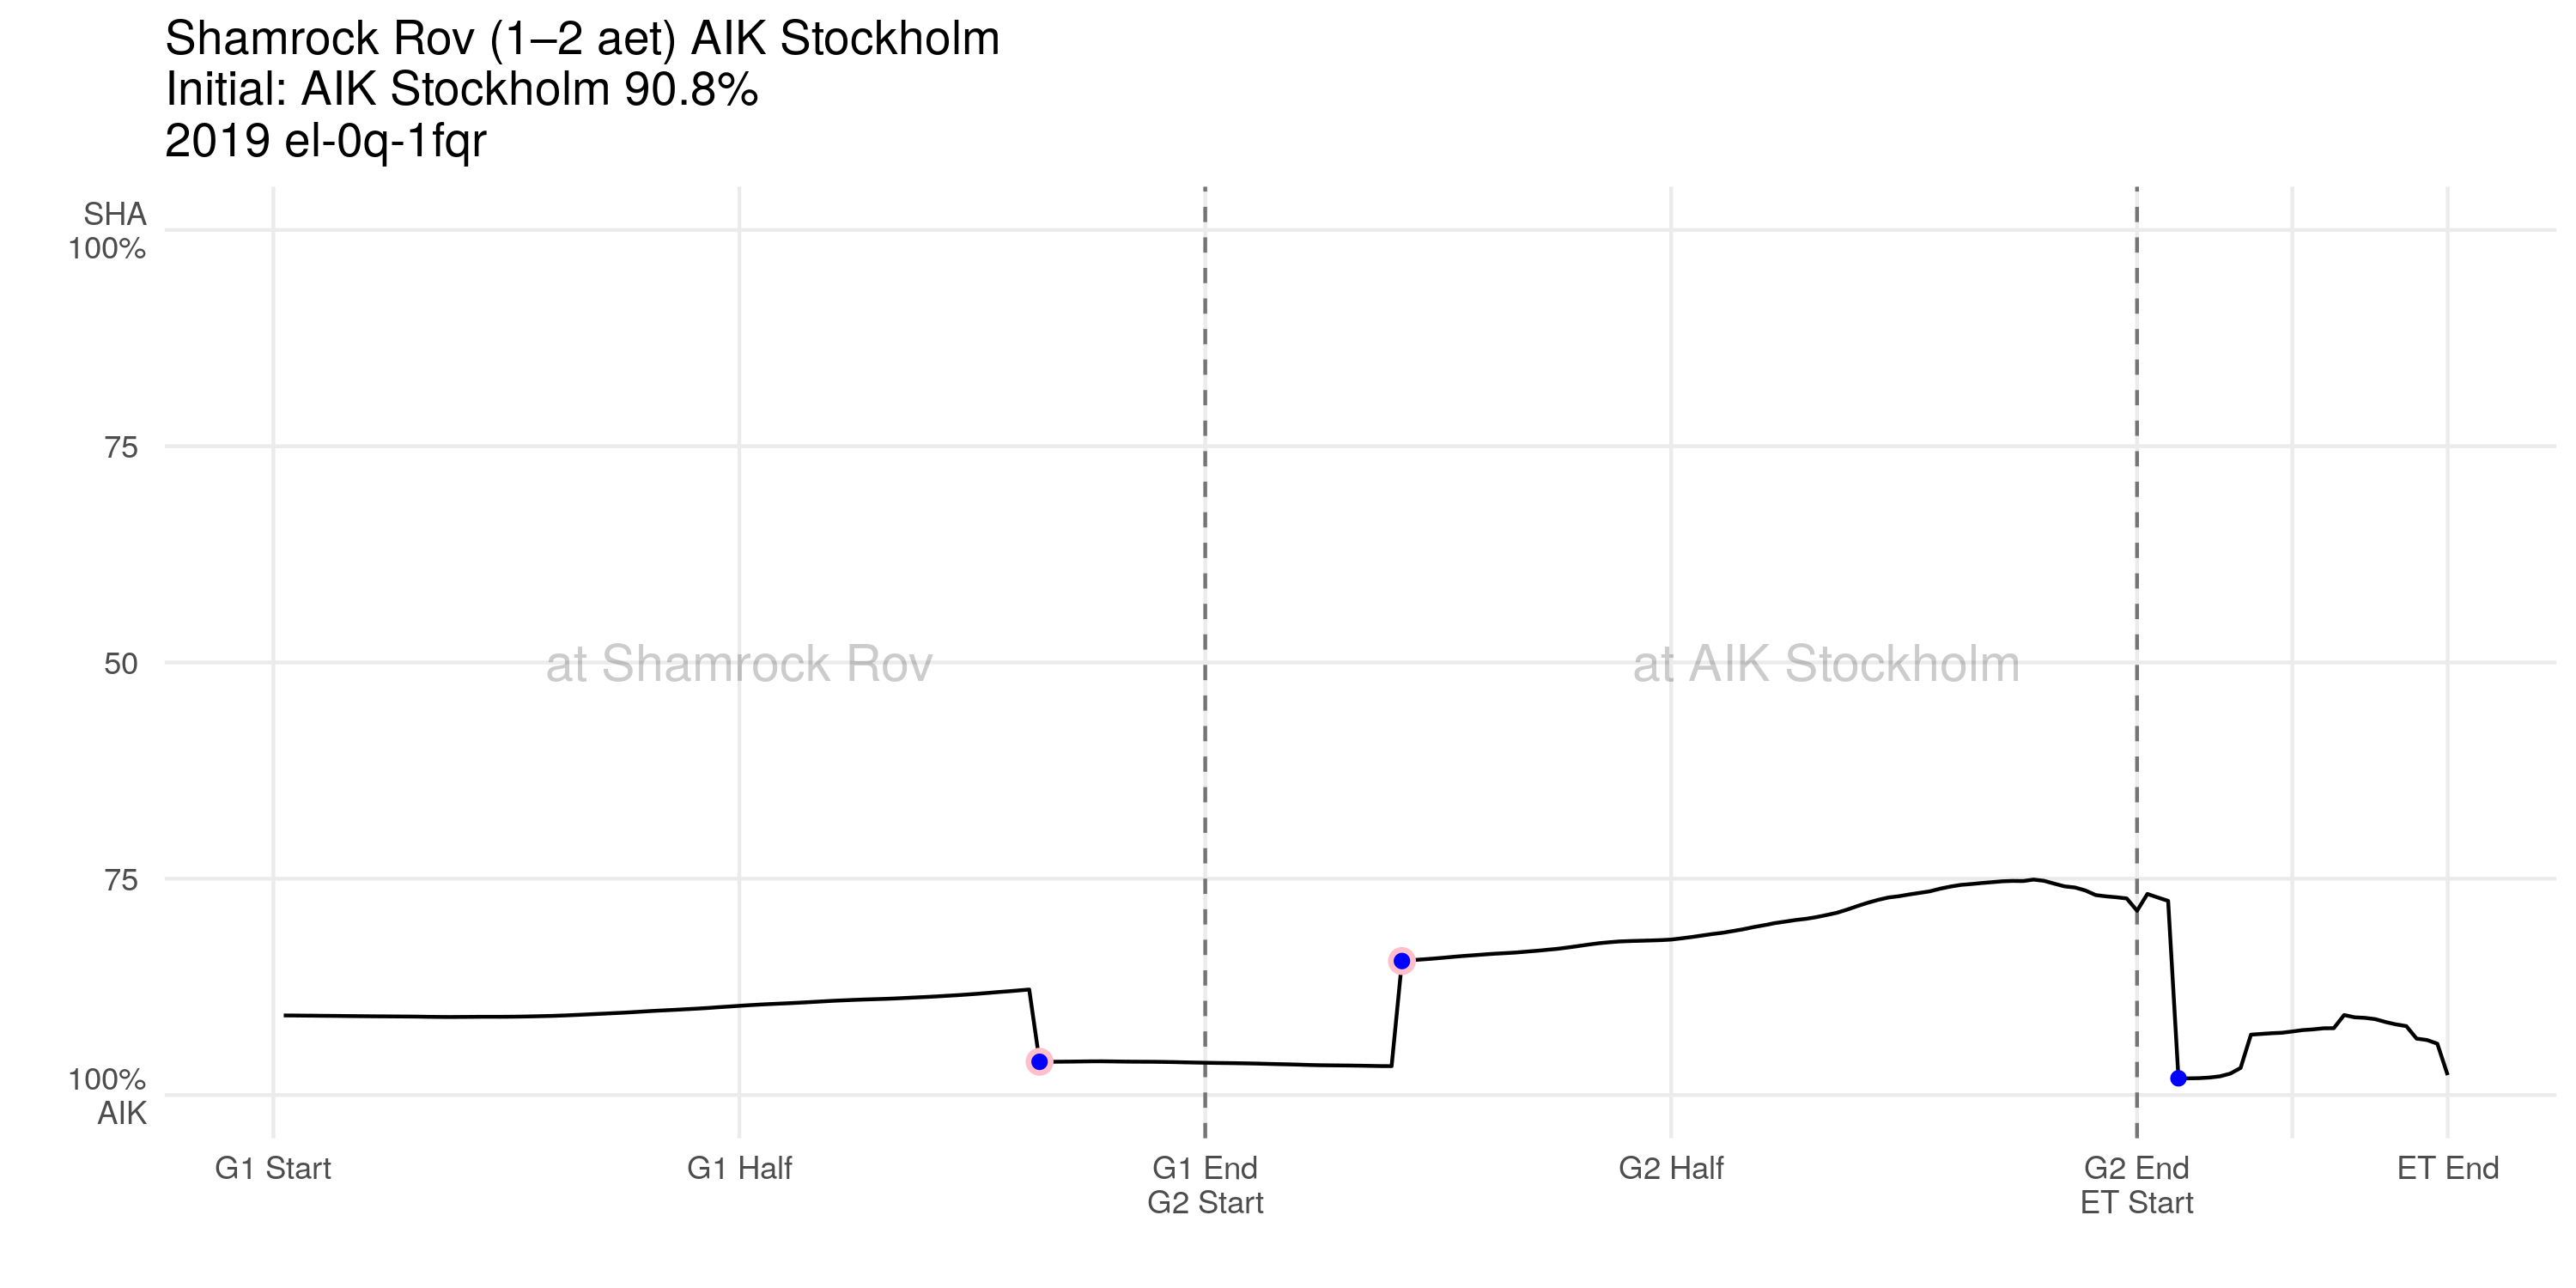 Shamrock Rov (1–2 aet) AIK Stockholm
Initial: AIK Stockholm 90.8%
2019 el-0q-1fqr
SHA
100%
75
50
75
100%
AIK
at Shamrock Rov
at AIK Stockholm
G1 Start
G1 Half
G1 End
G2 Start
G2 Half
G2 End
ET Start
ET End